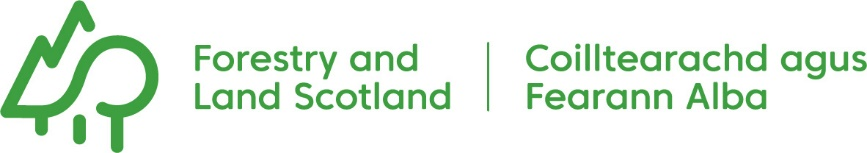 Forestry and
Land Scotland
Coilltearachd agus
Fearann Alba